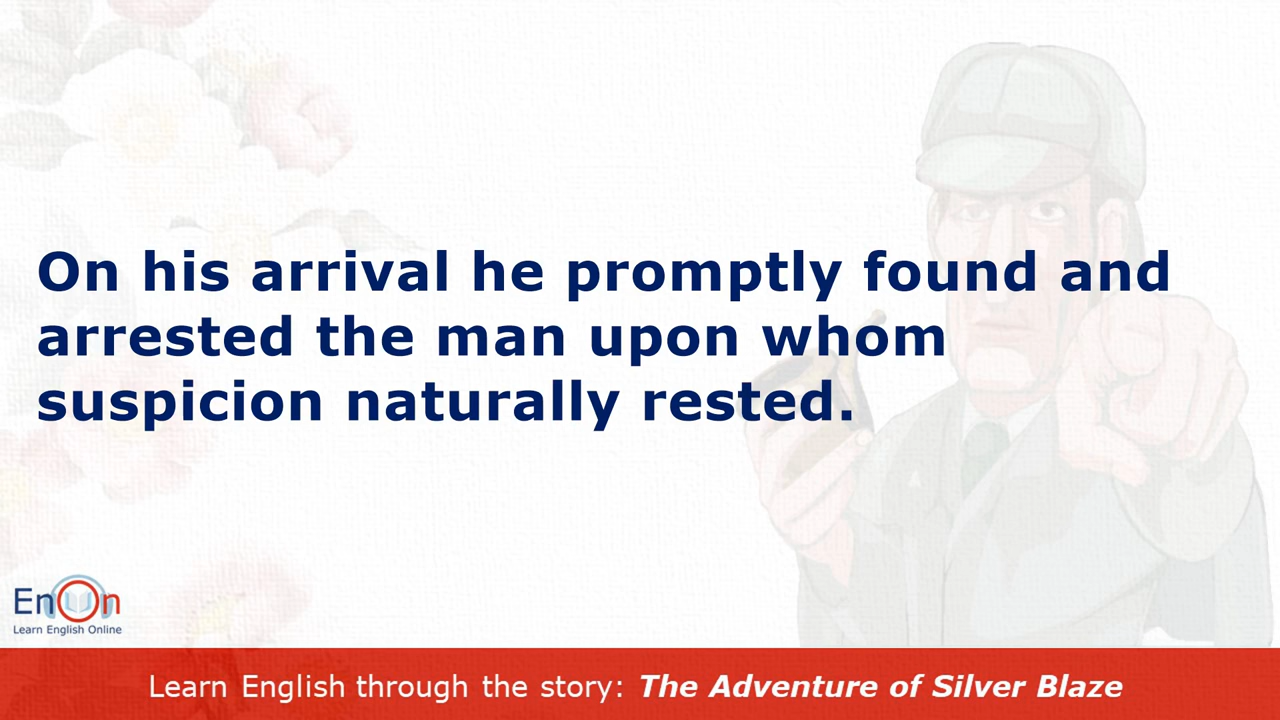 On his arrival he promptly found and
arrested the man upon whom
suspicion naturally rested.
EnOn
Learn English Online
Learn English through the story: The Adventure of Silver Blaze